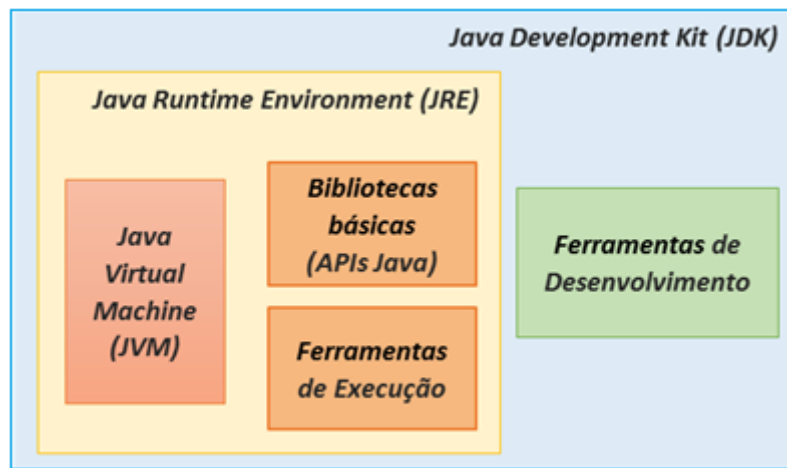 Java Development Kit (JDK)
Java Runtime Environment (JRE)
Java
Virtual
Machine
(JVM)
Bibliotecas
básicas
(APIs Java)
Ferramentas
de Execução
Ferramentas de
Desenvolvimento